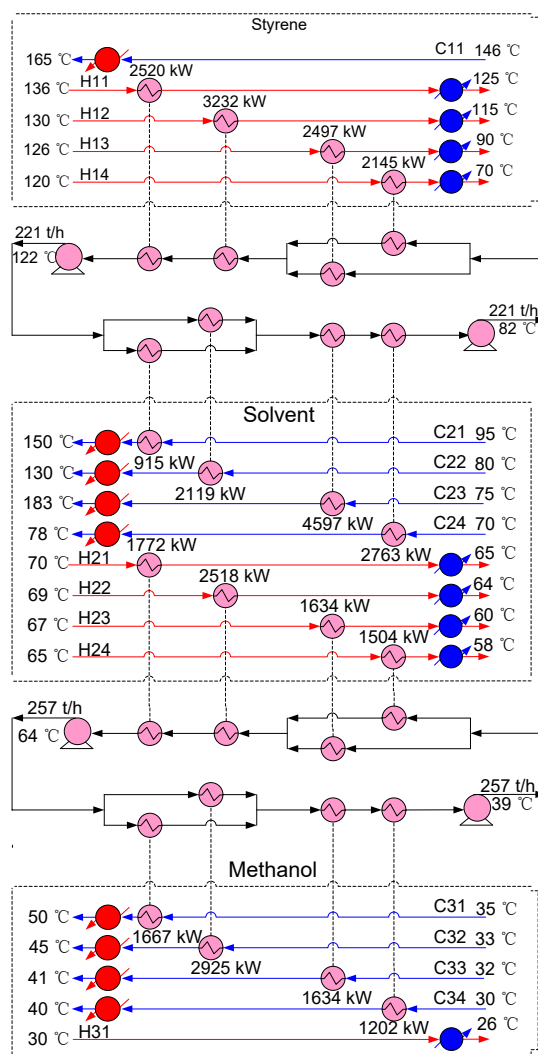 Styrene
165 ℃ C11 146 ℃
2520 kW
136 ℃ H11 125 ℃
3232 kW
130 ℃ H12 115 ℃
2497 kW
126 ℃ H13 90 ℃
2145 kW
120 ℃ H14 70 ℃
221 t/h
122 ℃
221 t/h
82 ℃
Solvent
150 ℃ C21 95 ℃
915 kW
130 ℃ C22 80 ℃
2119 kW
183 ℃ C23 75 ℃
4597 kW
78 ℃ C24 70 ℃
1772 kW 2763 kW
70 ℃ H21 65 ℃
2518 kW
69 ℃ H22 64 ℃
1634 kW
67 ℃ H23 60 ℃
1504 kW
65 ℃ H24 58 ℃
257 t/h
64 ℃
257 t/h
39 ℃
Methanol
50 ℃ C31 35 ℃
1667 kW
45 ℃ C32 33 ℃
2925 kW
41 ℃ C33 32 ℃
1634 kW
40 ℃ C34 30 ℃
1202 kW
30 ℃ H31 26 ℃